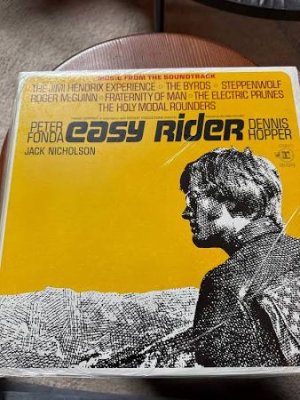 MUSIC FROM THE SOUNDTRACK
THE JIMI HENDRIX EXPERIENCE • THE BYRDS • STEPPENWOLF
ROGER McGUINN • FRATERNITY OF MAN • THE ELECTRIC PRUNES
THE HOLY MODAL ROUNDERS
PETER FONDA
easy rider
DENNIS HOPPER
JACK NICHOLSON